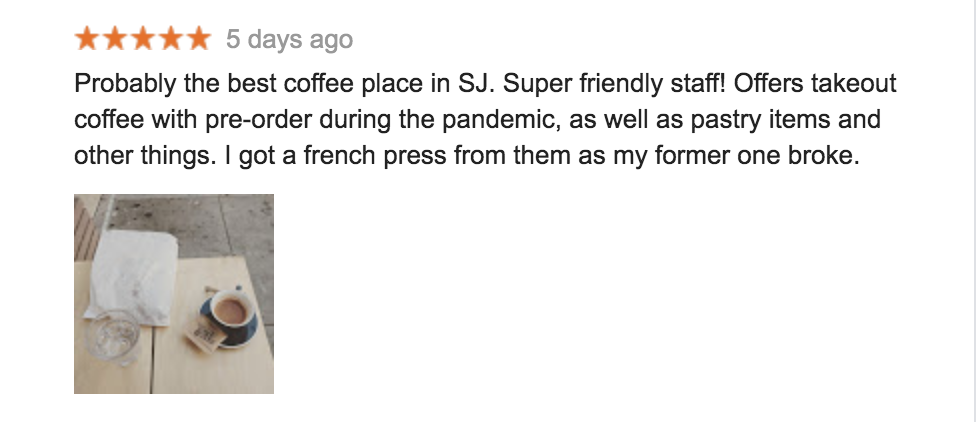 5 days ago
Probably the best coffee place in SJ. Super friendly staff! Offers takeout
coffee with pre-order during the pandemic, as well as pastry items and
other things. I got a french press from them as my former one broke.